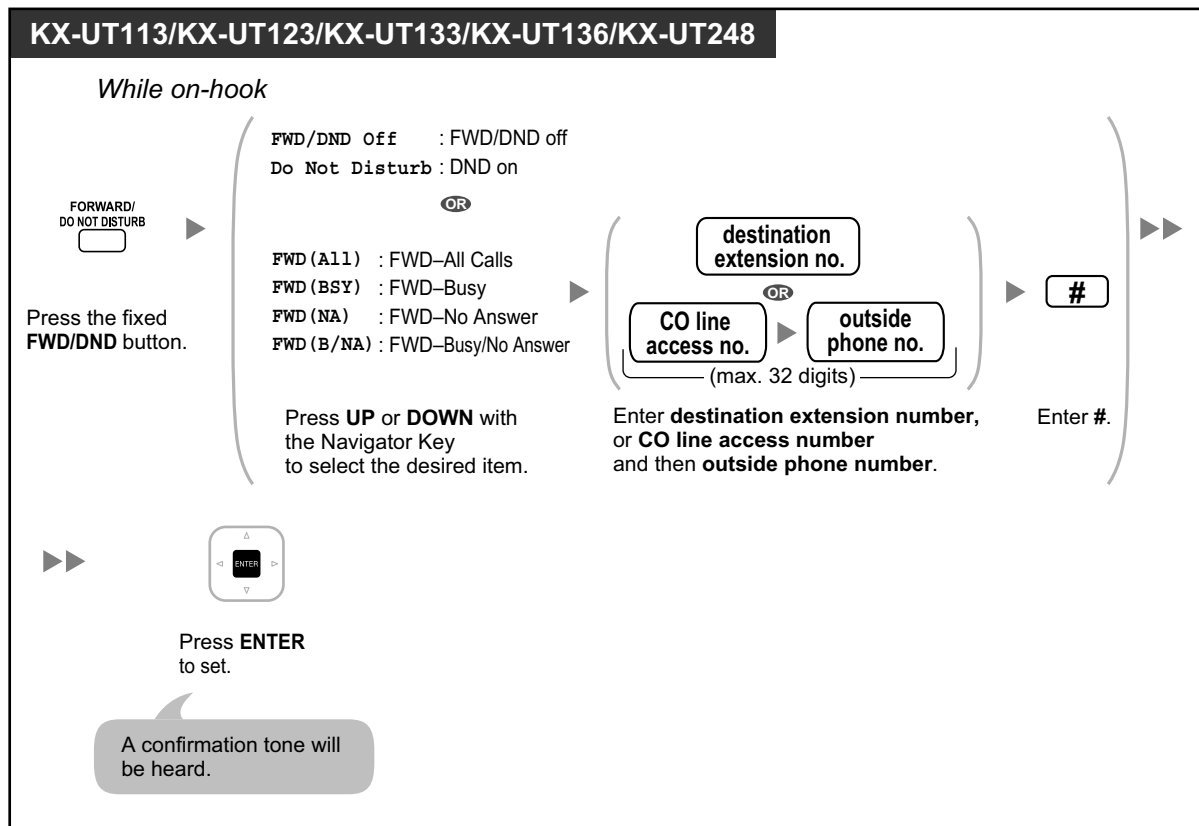 KX-UT113/KX-UT123/KX-UT133/KX-UT136/KX-UT248
While on-hook
FORWARD/
DO NOT DISTURB
Press the fixed
FWD/DND button.
FWD/DND Off : FWD/DND off
Do Not Disturb : DND on
OR
FWD(All) : FWD–All Calls
FWD(BSY) : FWD–Busy
FWD(NA) : FWD–No Answer
FWD(B/NA) : FWD–Busy/No Answer
Press UP or DOWN with
the Navigator Key
to select the desired item.
destination
extension no.
OR
CO line
access no.
outside
phone no.
(max. 32 digits)
Enter destination extension number,
or CO line access number
and then outside phone number.
#
Enter #.
ENTER
Press ENTER
to set.
A confirmation tone will
be heard.